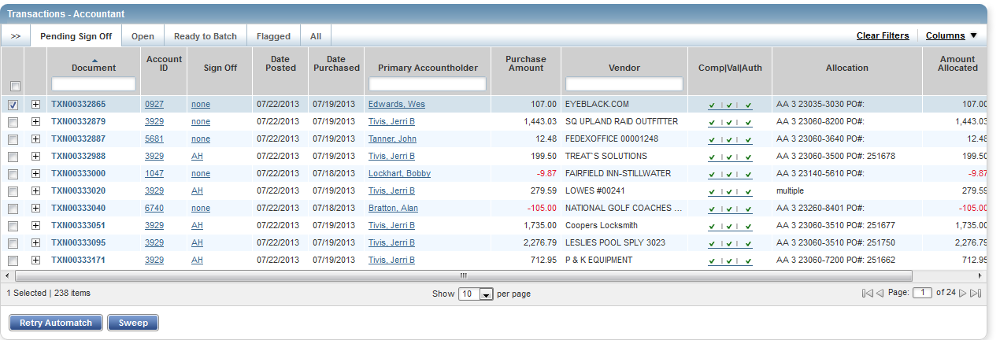 Transactions - Accountant
>> Pending Sign Off Open Ready to Batch Flagged All Clear Filters Columns
Document Account ID Sign Off Date Posted Date Purchased Primary Accountholder Purchase Amount Vendor Comp|Val|Auth Allocation Amount Allocated
TXN00332865 0927 none 07/22/2013 07/19/2013 Edwards, Wes 107.00 EYEBLACK.COM AA 3 23035-3030 PO#: 107.00
TXN00332879 3929 none 07/22/2013 07/19/2013 Tivis, Jerri B 1,443.03 SQ UPLAND RAID OUTFITTER AA 3 23060-8200 PO#: 1,443.03
TXN00332887 5681 none 07/22/2013 07/19/2013 Tanner, John 12.48 FEDEXOFFICE 00001248 AA 3 23060-3640 PO#: 12.48
TXN00332988 3929 AH 07/22/2013 07/19/2013 Tivis, Jerri B 199.50 TREAT`S SOLUTIONS AA 3 23060-3500 PO#: 251678 199.50
TXN00333000 1047 none 07/22/2013 07/18/2013 Lockhart, Bobby -9.87 FAIRFIELD INN-STILLWATER AA 3 23140-5610 PO#: -9.87
TXN00333020 3929 AH 07/22/2013 07/19/2013 Tivis, Jerri B 279.59 LOWES #00241 multiple 279.59
TXN00333040 6740 none 07/22/2013 07/18/2013 Bratton, Alan -105.00 NATIONAL GOLF COACHES ... AA 3 23260-8401 PO#: -105.00
TXN00333051 3929 AH 07/22/2013 07/19/2013 Tivis, Jerri B 1,735.00 Coopers Locksmith AA 3 23060-3510 PO#: 251677 1,735.00
TXN00333095 3929 AH 07/22/2013 07/19/2013 Tivis, Jerri B 2,276.79 LESLIES POOL SPLY 3023 AA 3 23060-3510 PO#: 251750 2,276.79
TXN00333171 3929 AH 07/22/2013 07/19/2013 Tivis, Jerri B 712.95 P & K EQUIPMENT AA 3 23060-7200 PO#: 251662 712.95
1 Selected | 238 items Show 10 per page Page: 1 of 24
Retry Automatch Sweep